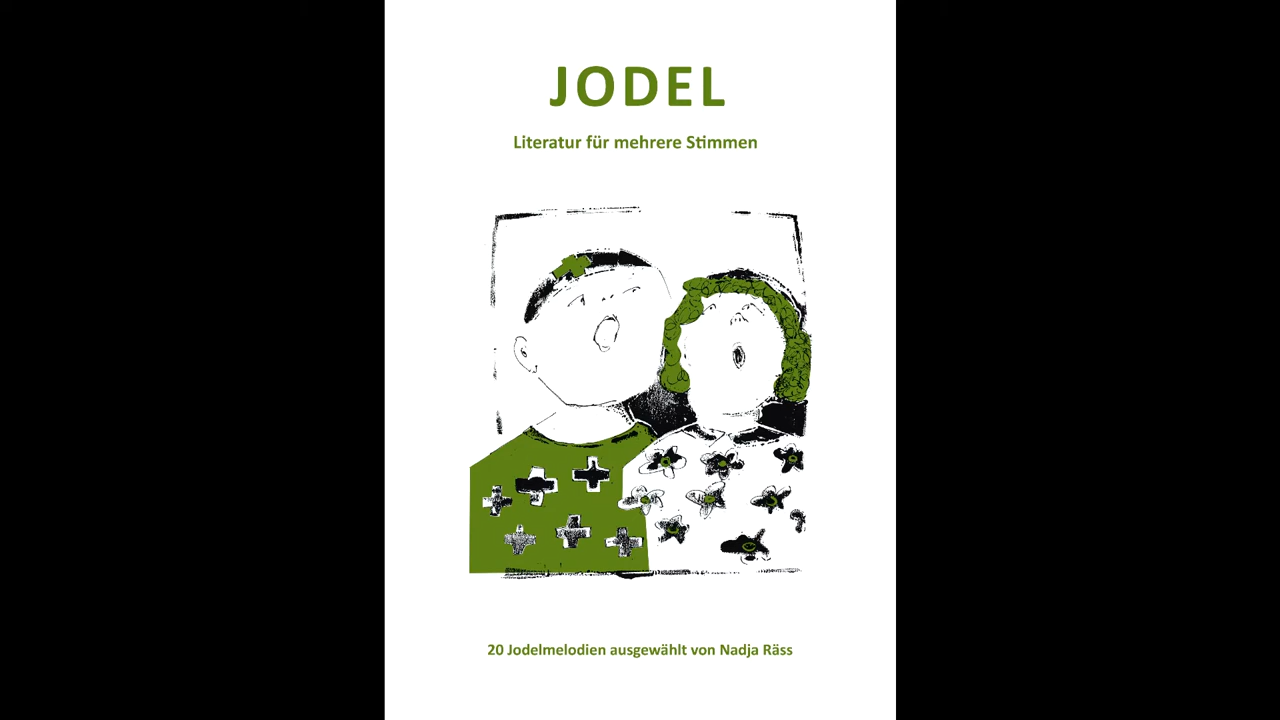 JODEL
Literatur für mehrere Stimmen
20 Jodelmelodien ausgewählt von Nadja Räss